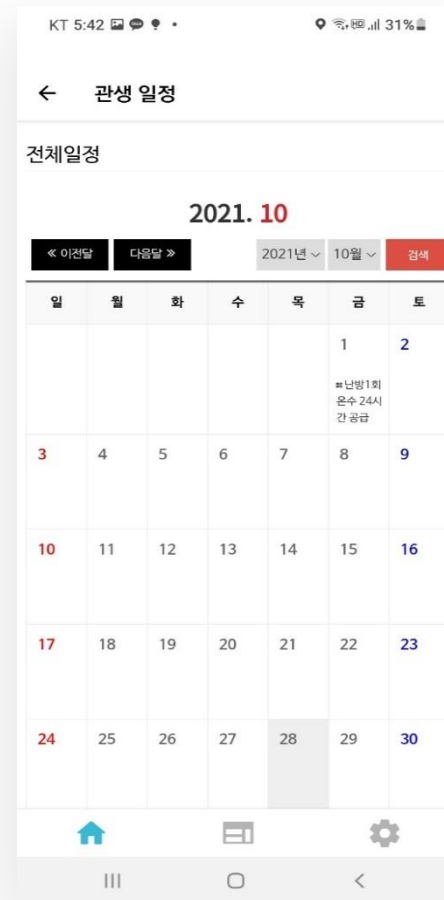 KT 5:42
31%
← 관생 일정
전체일정
2021. 10
≪ 이전달 다음달 ≫ 2021년 10월 검색
일 월 화 수 목 금 토
1 2
난방1회
온수 24시
간 공급
3 4 5 6 7 8 9
10 11 12 13 14 15 16
17 18 19 20 21 22 23
24 25 26 27 28 29 30